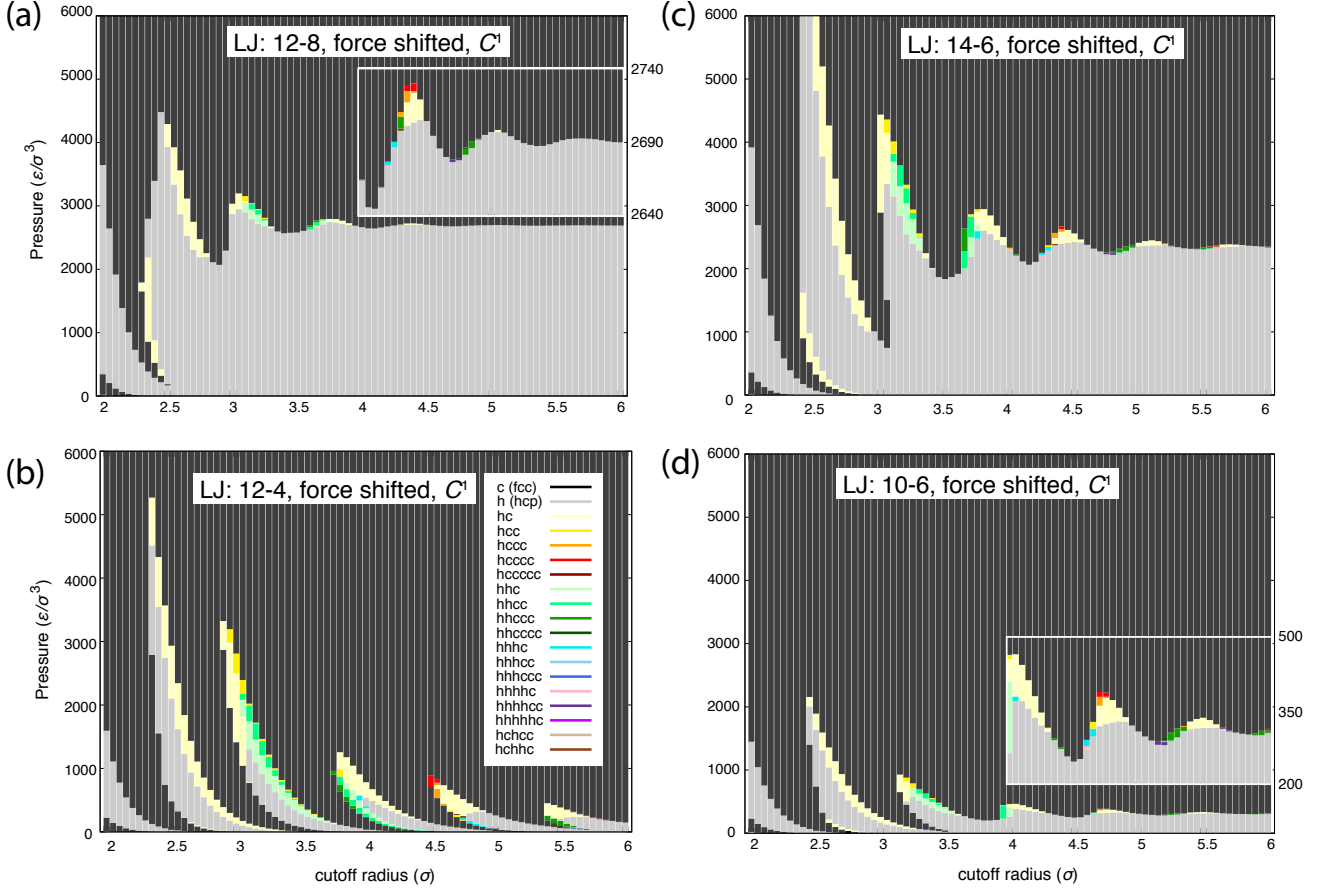 (a)
LJ: 12-8, force shifted, C¹
Pressure (ε/σ³)
6000
5000
4000
3000
2000
1000
0
2 2.5 3 3.5 4 4.5 5 5.5 6
2740
2690
2640
(c)
LJ: 14-6, force shifted, C¹
6000
5000
4000
3000
2000
1000
0
2 2.5 3 3.5 4 4.5 5 5.5 6
(b)
LJ: 12-4, force shifted, C¹
Pressure (ε/σ³)
6000
5000
4000
3000
2000
1000
0
2 2.5 3 3.5 4 4.5 5 5.5 6
cutoff radius (σ)
c (fcc)
h (hcp)
hc
hcc
hccc
hcccc
hccccc
hhc
hhcc
hhccc
hhcccc
hhhc
hhhcc
hhhccc
hhhhc
hhhhcc
hhhhhc
hchcc
hchhc
(d)
LJ: 10-6, force shifted, C¹
6000
5000
4000
3000
2000
1000
0
2 2.5 3 3.5 4 4.5 5 5.5 6
500
350
200
cutoff radius (σ)